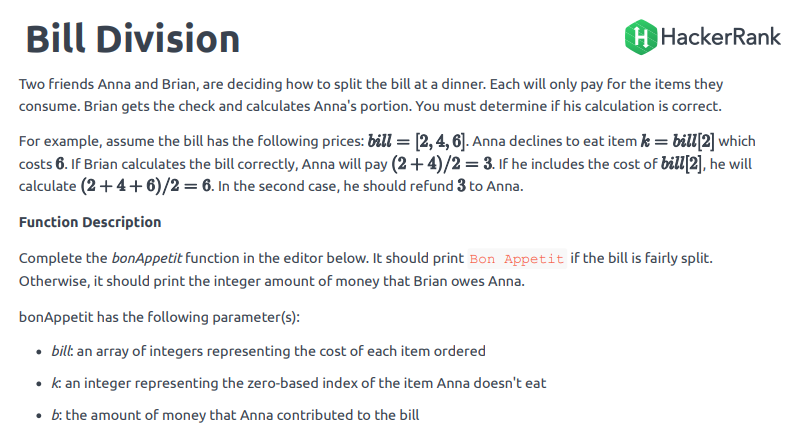 Bill Division
HackerRank
Two friends Anna and Brian, are deciding how to split the bill at a dinner. Each will only pay for the items they
consume. Brian gets the check and calculates Anna's portion. You must determine if his calculation is correct.
For example, assume the bill has the following prices: bill = [2, 4, 6]. Anna declines to eat item k = bill[2] which
costs 6. If Brian calculates the bill correctly, Anna will pay (2 + 4)/2 = 3. If he includes the cost of bill[2], he will
calculate (2 + 4 + 6)/2 = 6. In the second case, he should refund 3 to Anna.
Function Description
Complete the bonAppetit function in the editor below. It should print Bon Appetit if the bill is fairly split.
Otherwise, it should print the integer amount of money that Brian owes Anna.
bonAppetit has the following parameter(s):
• bill: an array of integers representing the cost of each item ordered
• k: an integer representing the zero-based index of the item Anna doesn't eat
• b: the amount of money that Anna contributed to the bill